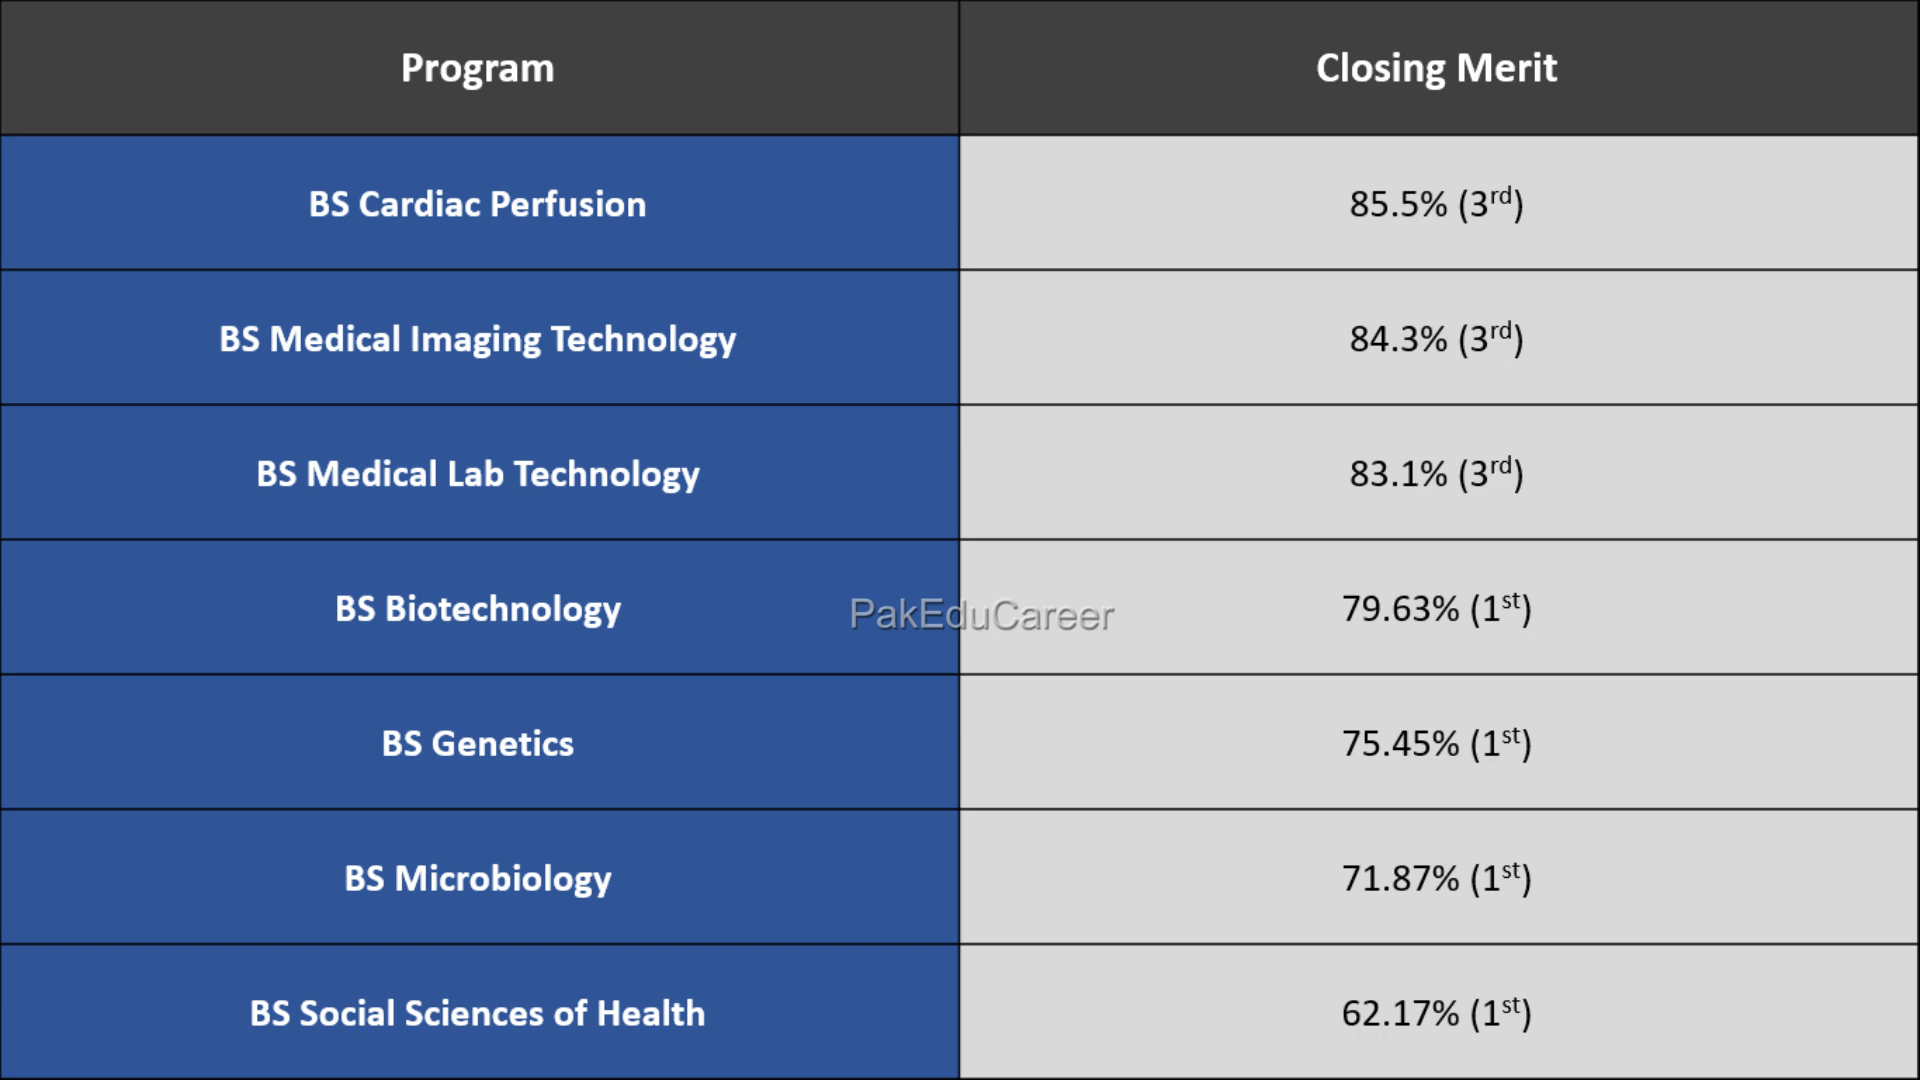 Program Closing Merit
BS Cardiac Perfusion 85.5% (3rd)
BS Medical Imaging Technology 84.3% (3rd)
BS Medical Lab Technology 83.1% (3rd)
BS Biotechnology PakEduCareer 79.63% (1st)
BS Genetics 75.45% (1st)
BS Microbiology 71.87% (1st)
BS Social Sciences of Health 62.17% (1st)